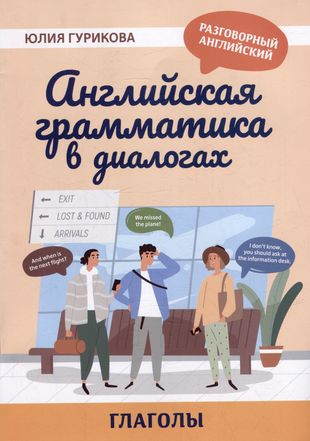 ЮЛИЯ ГУРИКОВА
РАЗГОВОРНЫЙ
АНГЛИЙСКИЙ
Английская
грамматика
в диалогах
← EXIT
← LOST & FOUND
↓ ARRIVALS
And when is
the next flight?
We missed
the plane!
I don't know,
you should ask at
the information desk.
ГЛАГОЛЫ